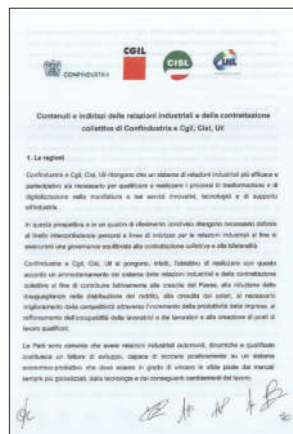 CONFINDUSTRIA
CGIL
CISL
UIL
Contenuti e indirizzi delle relazioni industriali e della contrattazione
collettiva di Confindustria e Cgil, Cisl, Uil
1. Le ragioni
Confindustria e Cgil, Cisl, Uil ritengono che un sistema di relazioni industriali più efficace e
partecipativo sia necessario per qualificare e realizzare i processi di trasformazione e di
digitalizzazione nella manifattura e nei servizi innovativi, tecnologici e di supporto
all'industria.
In questa prospettiva e in un quadro di riferimento condiviso ritengono necessario definire
a livello interconfederale percorsi e linee di indirizzo per le relazioni industriali al fine di
assicurare una governance equilibrata alla contrattazione collettiva e alla bilateralità.
Confindustria e Cgil, Cisl, Uil si pongono, infatti, l'obiettivo di realizzare con questo
accordo un ammodernamento del sistema delle relazioni industriali e della contrattazione
collettiva al fine di contribuire fattivamente alla crescita del Paese, alla riduzione delle
diseguaglianze nella distribuzione del reddito, alla crescita dei salari, al necessario
miglioramento della competitività attraverso l'incremento della produttività delle imprese, al
rafforzamento dell'occupabilità delle lavoratrici e dei lavoratori e alla creazione di posti di
lavoro qualificati.
Le Parti sono convinte che avere relazioni industriali autorevoli, dinamiche e qualificate
costituisca un fattore di sviluppo, capace di incidere positivamente su un sistema
economico-produttivo che deve essere in grado di vincere le sfide poste dai mercati
sempre più globalizzati, dalla tecnologia e dai conseguenti cambiamenti del lavoro.